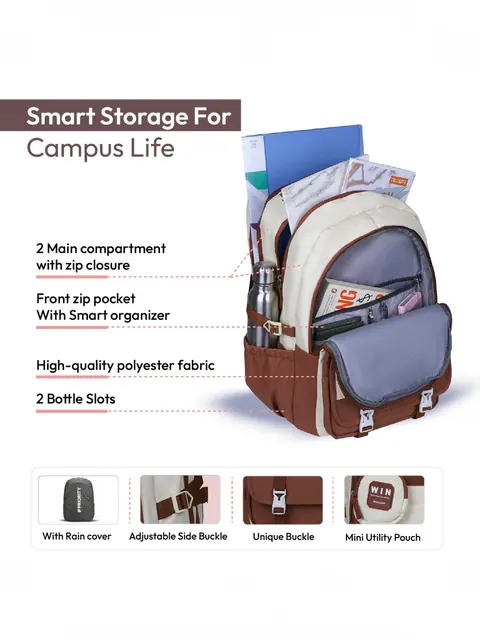 Smart Storage For
Campus Life
2 Main compartment
with zip closure
Front zip pocket
With Smart organizer
High-quality polyester fabric
2 Bottle Slots
PRIORITY
WIN
With Rain cover
Adjustable Side Buckle
Unique Buckle
Mini Utility Pouch